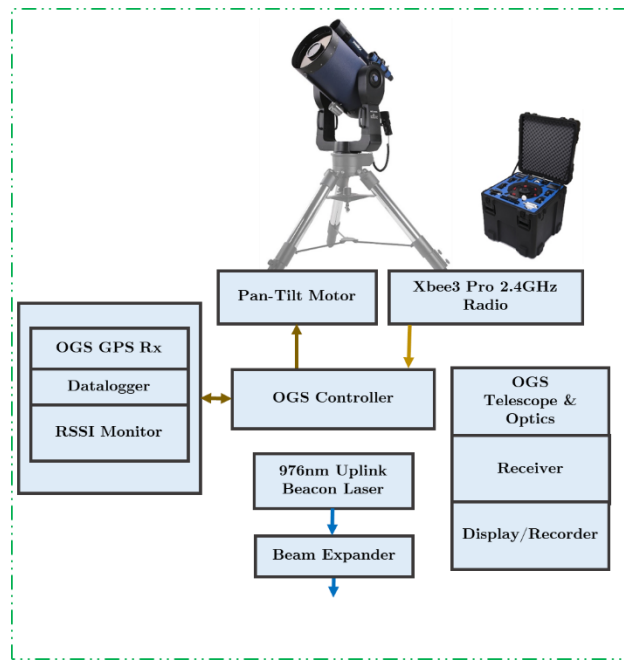 Pan-Tilt Motor
Xbee3 Pro 2.4GHz
Radio
OGS GPS Rx
Datalogger
RSSI Monitor
OGS Controller
OGS
Telescope &
Optics
976nm Uplink
Beacon Laser
Receiver
Beam Expander
Display/Recorder